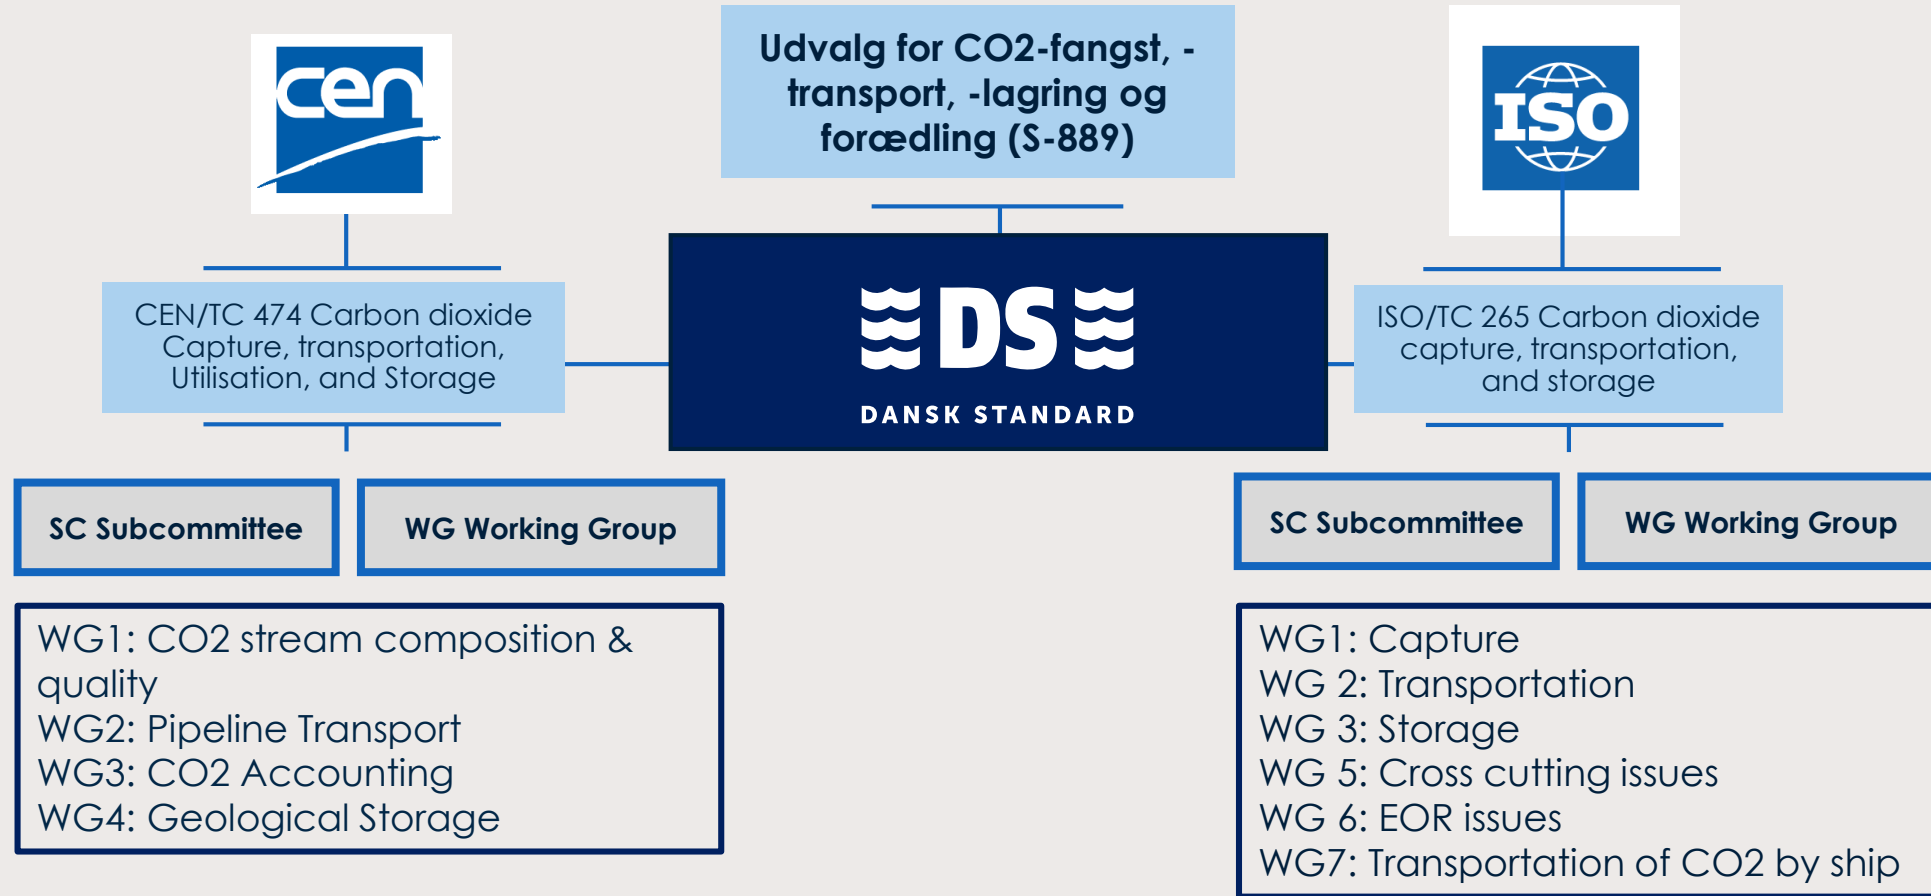 cen
Udvalg for CO2-fangst, -
transport, -lagring og
forædling (S-889)
ISO
CEN/TC 474 Carbon dioxide
Capture, transportation,
Utilisation, and Storage
DS
DANSK STANDARD
ISO/TC 265 Carbon dioxide
capture, transportation,
and storage
SC Subcommittee
WG Working Group
SC Subcommittee
WG Working Group
WG1: CO2 stream composition &
quality
WG2: Pipeline Transport
WG3: CO2 Accounting
WG4: Geological Storage
WG1: Capture
WG 2: Transportation
WG 3: Storage
WG 5: Cross cutting issues
WG 6: EOR issues
WG7: Transportation of CO2 by ship